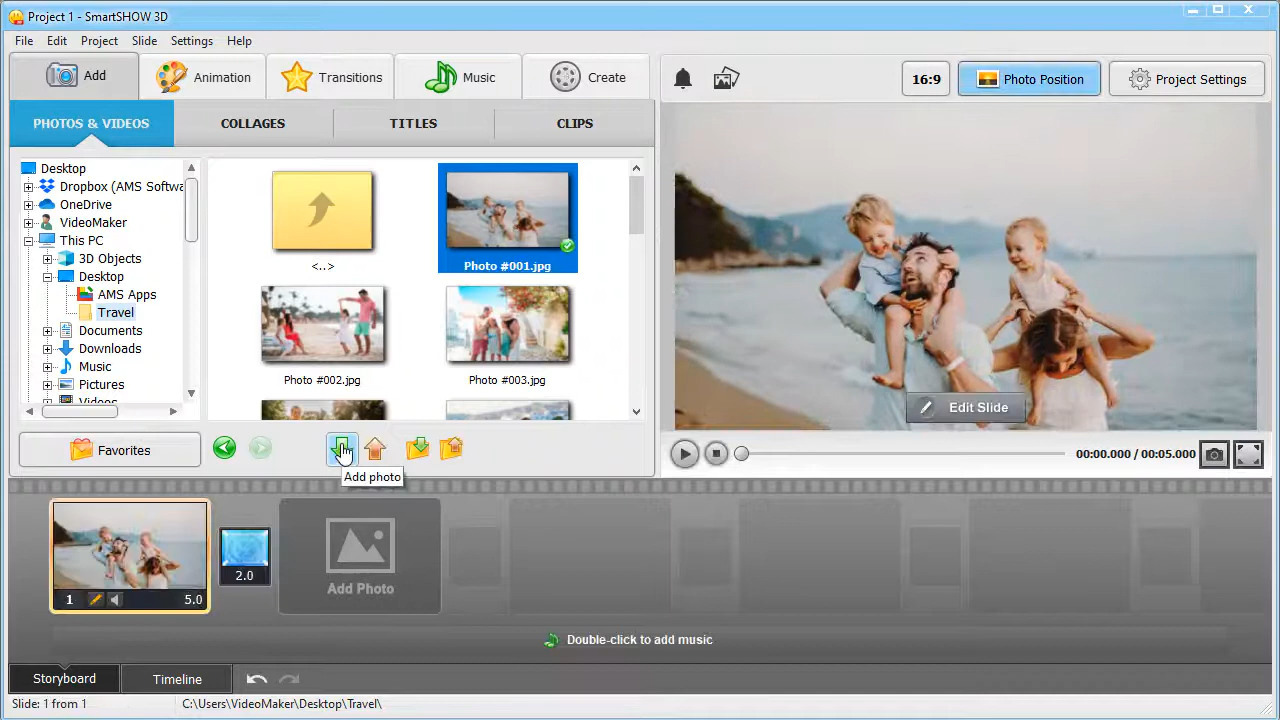 Project 1 - SmartSHOW 3D
File Edit Project Slide Settings Help
Add Animation Transitions Music Create
16:9 Photo Position Project Settings
PHOTOS & VIDEOS COLLAGES TITLES CLIPS
Desktop
Dropbox (AMS Softwa
OneDrive
VideoMaker
This PC
3D Objects
Desktop
AMS Apps
Travel
Documents
Downloads
Music
Pictures
Videos
<..>
Photo #001.jpg
Photo #002.jpg
Photo #003.jpg
Edit Slide
Favorites
Add photo
00:00.000 / 00:05.000
1 5.0
2.0
Add Photo
Double-click to add music
Storyboard Timeline
Slide: 1 from 1 C:\Users\VideoMaker\Desktop\Travel\